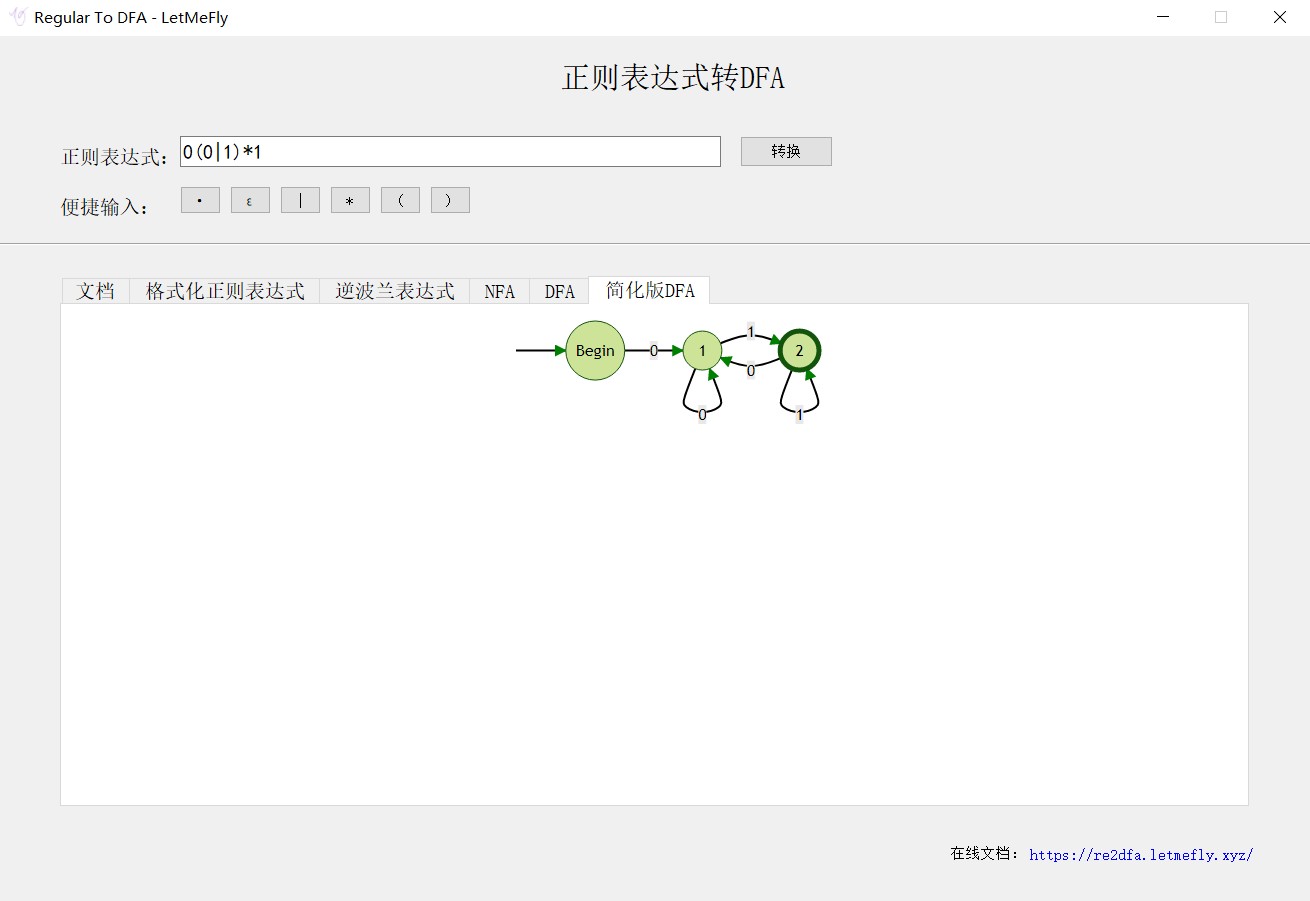 Regular To DFA - LetMeFly
正则表达式转DFA
正则表达式: 0(0|1)*1 转换
便捷输入: · ε | * ( )
文档 格式化正则表达式 逆波兰表达式 NFA DFA 简化版DFA
Begin 0 1 1 2
0
0 1
在线文档: https://re2dfa.letmefly.xyz/